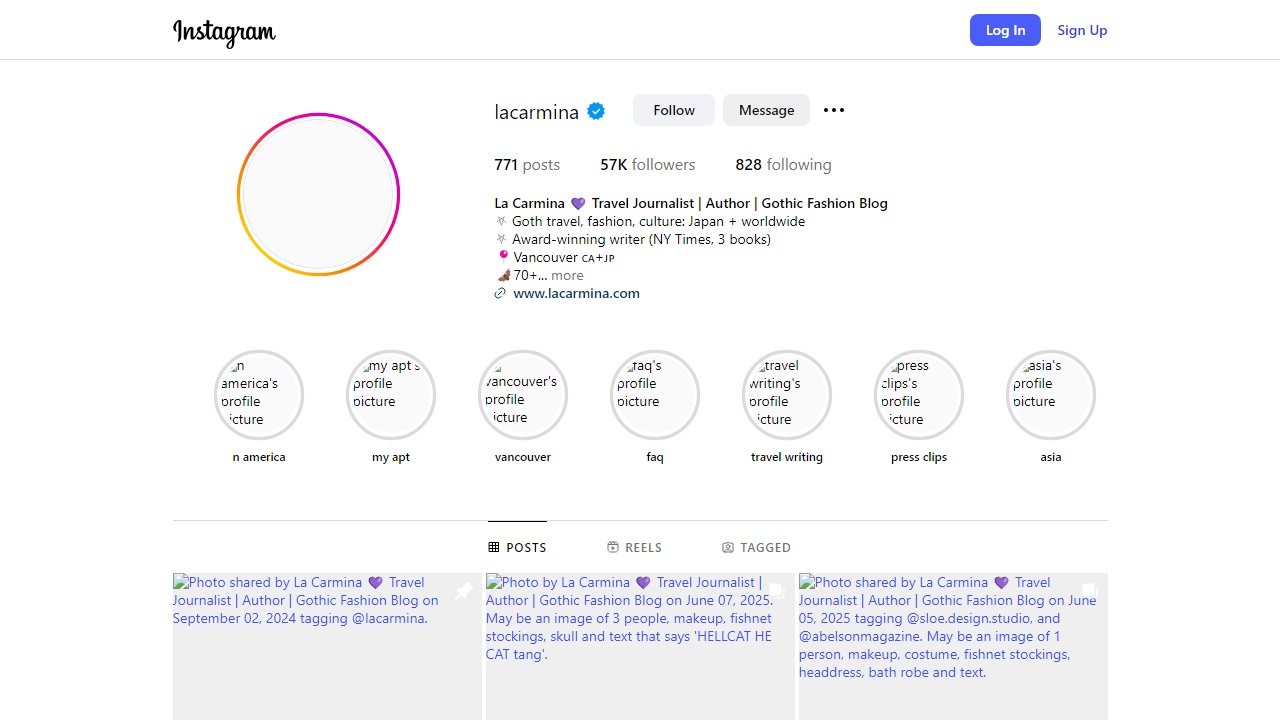 Instagram
Log In
Sign Up
lacarmina
Follow
Message
771 posts
57K followers
828 following
La Carmina 💜 Travel Journalist | Author | Gothic Fashion Blog
⛧ Goth travel, fashion, culture: Japan + worldwide
⛧ Award-winning writer (NY Times, 3 books)
📍 Vancouver ᴄᴀ+ᴊᴘ
70+... more
www.lacarmina.com
n america's profile picture
my apt's profile picture
vancouver's profile picture
faq's profile picture
travel writing's profile picture
press clips's profile picture
asia's profile picture
n america
my apt
vancouver
faq
travel writing
press clips
asia
POSTS
REELS
TAGGED
Photo shared by La Carmina 💜 Travel
Journalist | Author | Gothic Fashion Blog on
September 02, 2024 tagging @lacarmina.
Photo by La Carmina 💜 Travel Journalist |
Author | Gothic Fashion Blog on June 07, 2025.
May be an image of 3 people, makeup, fishnet
stockings, skull and text that says 'HELLCAT HE
CAT tang'.
Photo shared by La Carmina 💜 Travel
Journalist | Author | Gothic Fashion Blog on June
05, 2025 tagging @sloe.design.studio, and
@abelsonmagazine. May be an image of 1
person, makeup, costume, fishnet stockings,
headdress, bath robe and text.